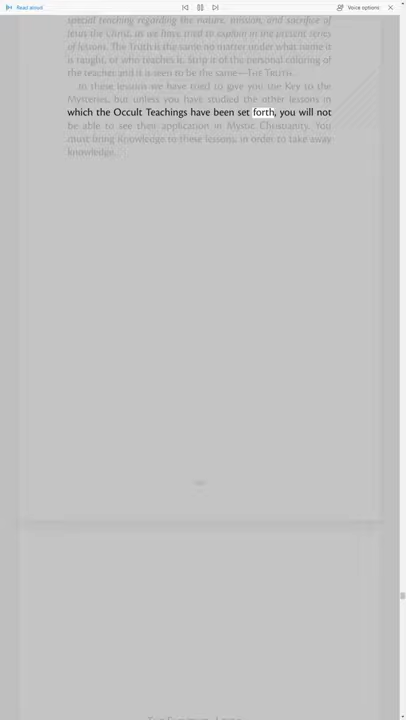 Read aloud
Voice options
special teaching regarding the nature, mission, and sacrifice of
Jesus the Christ, as we have tried to explain in the present series
of lessons. The Truth is the same no matter under what name it
is taught, or who teaches it. Strip it of the personal coloring of
the teacher and it is seen to be the same—THE TRUTH.
In these lessons we have tried to give you the Key to the
Mysteries, but unless you have studied the other lessons in
which the Occult Teachings have been set forth, you will not
be able to see their application in Mystic Christianity. You
must bring Knowledge to these lessons, in order to take away
knowledge.